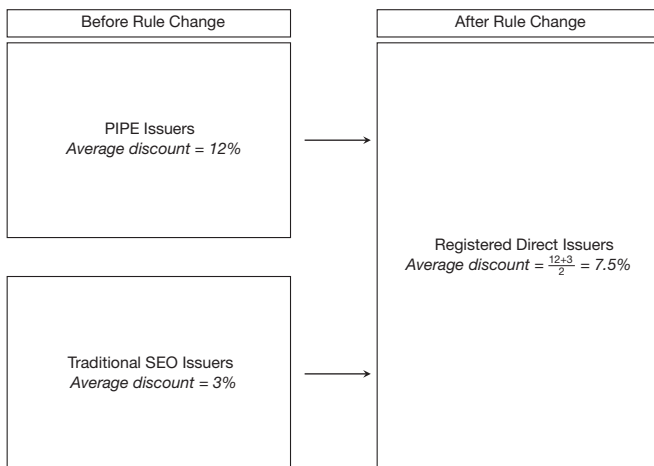 Before Rule Change
After Rule Change
PIPE Issuers
Average discount = 12%
Registered Direct Issuers
Average discount = \frac{12+3}{2} = 7.5%
Traditional SEO Issuers
Average discount = 3%